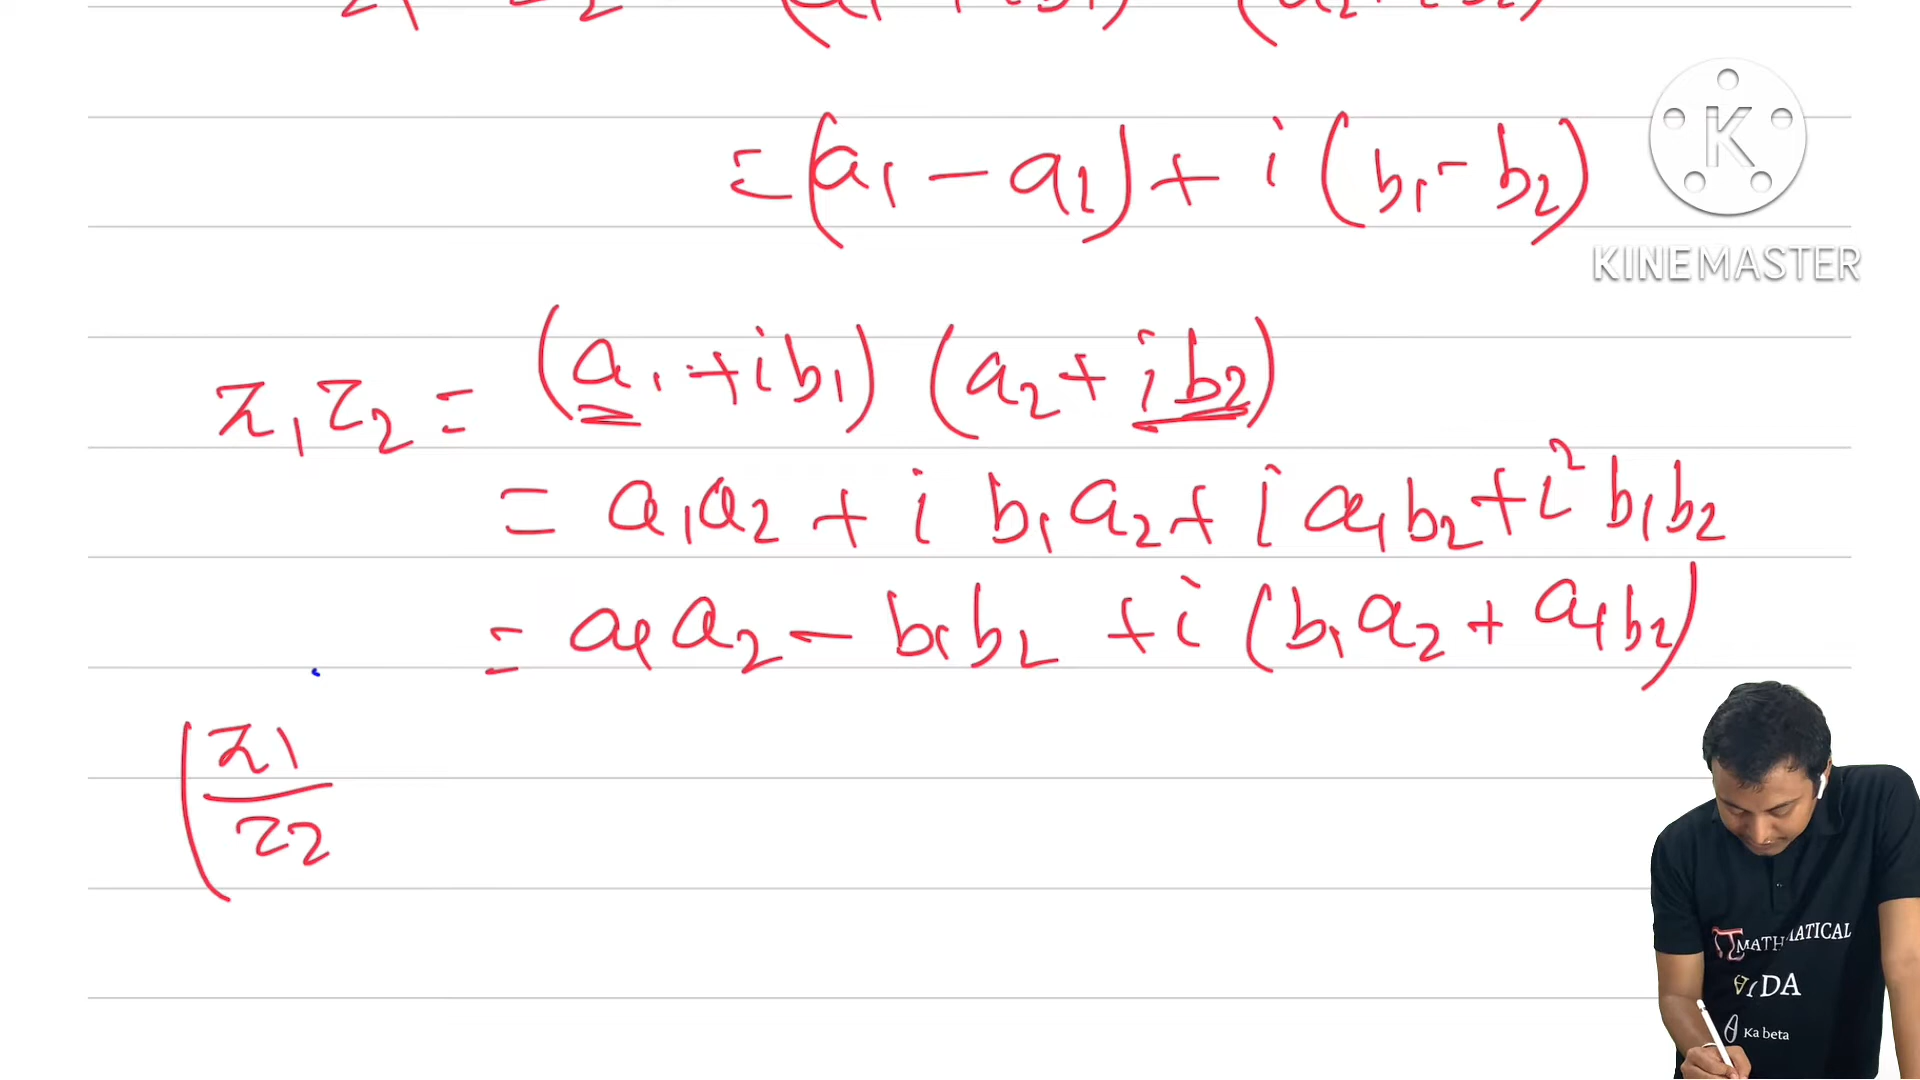 = (a₁ - a₂) + i (b₁ - b₂)
K
KINEMASTER
z₁z₂ = (a₁ + ib₁) (a₂ + ib₂)
= a₁a₂ + i b₁a₂ + i a₁b₂ + i² b₁b₂
= a₁a₂ - b₁b₂ + i (b₁a₂ + a₁b₂)
(z₁/z₂
MATHEMATICAL
DA
θ Ka beta